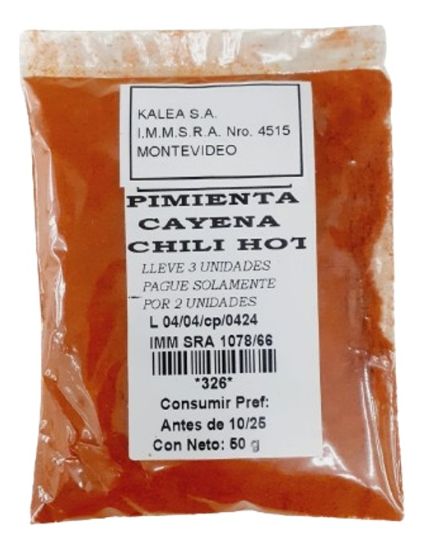 KALEA S.A.
I.M.M.S.R.A. Nro. 4515
MONTEVIDEO
PIMIENTA
CAYENA
CHILI HOT
LLEVE 3 UNIDADES
PAGUE SOLAMENTE
POR 2 UNIDADES
L 04/04/cp/0424
IMM SRA 1078/66
*326*
Consumir Pref:
Antes de 10/25
Con Neto: 50 g